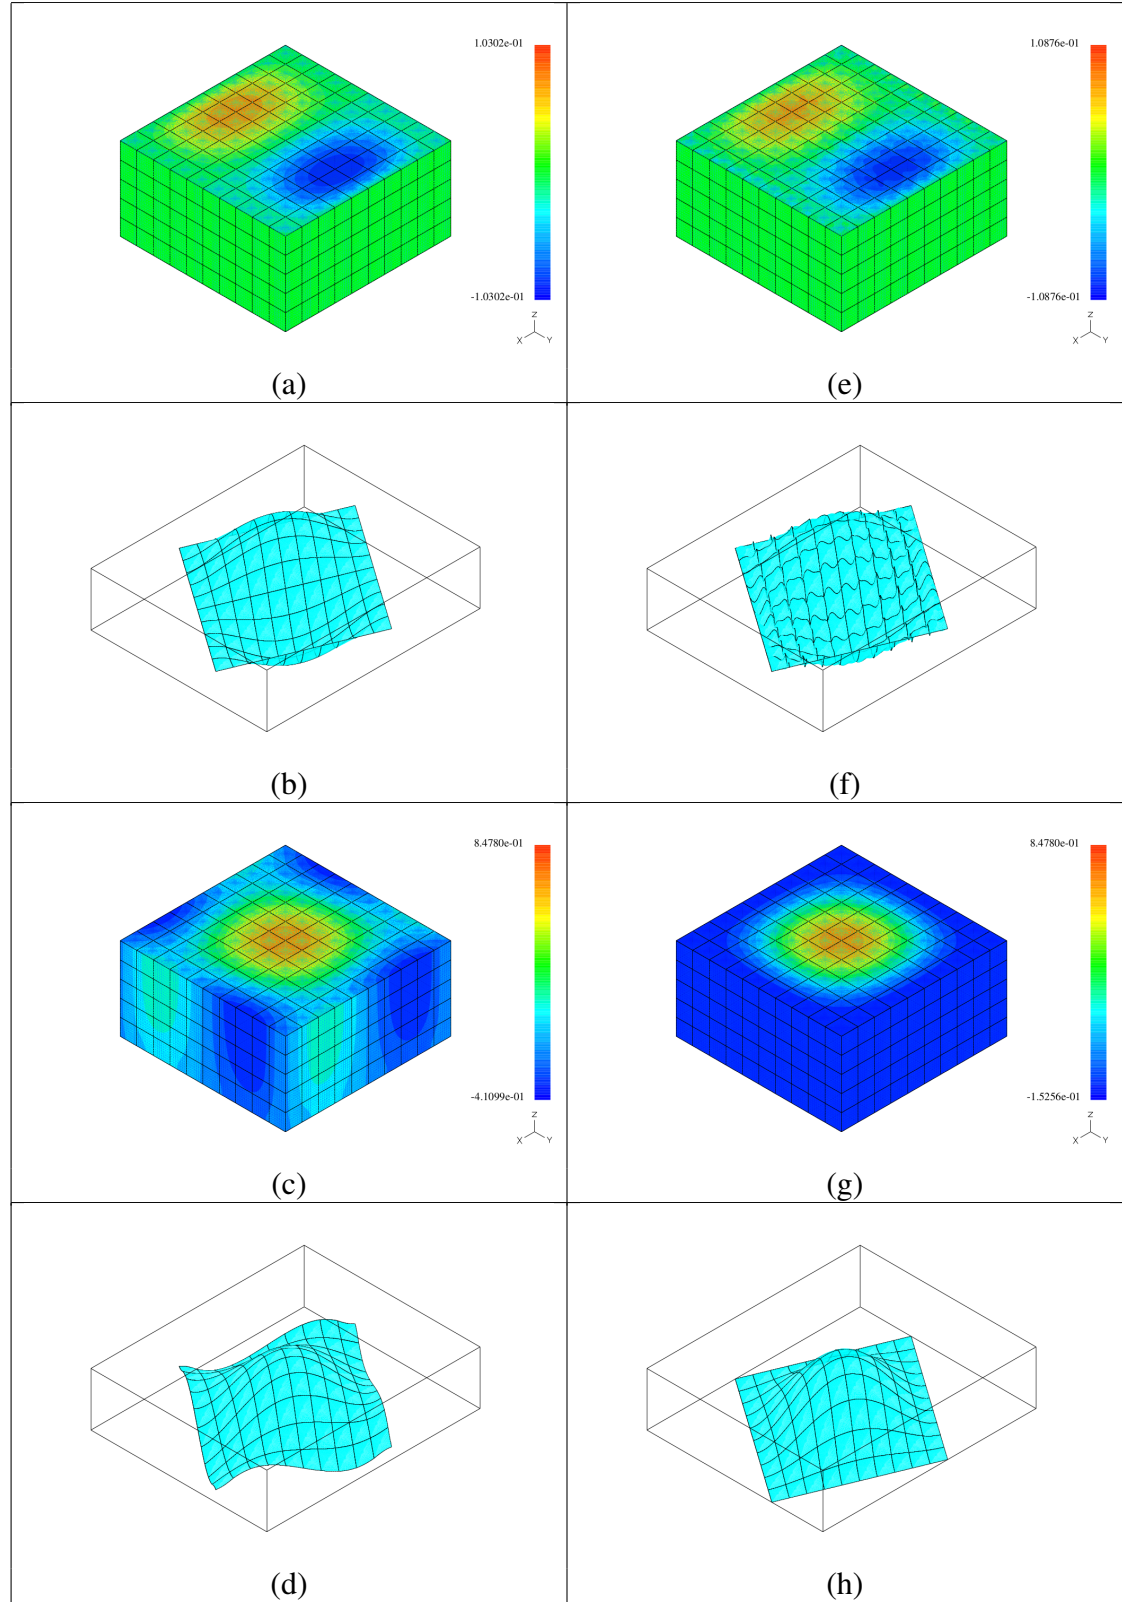 1.0302e-01
-1.0302e-01
Z
X Y
(a)
1.0876e-01
-1.0876e-01
Z
X Y
(e)
(b)
(f)
8.4780e-01
-4.1099e-01
Z
X Y
(c)
8.4780e-01
-1.5256e-01
Z
X Y
(g)
(d)
(h)